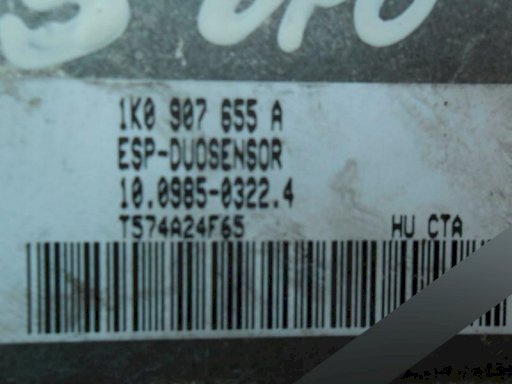 1K0 907 655 A
ESP-DUOSENSOR
10.0985-0322.4
T574A24F65 HU CTA